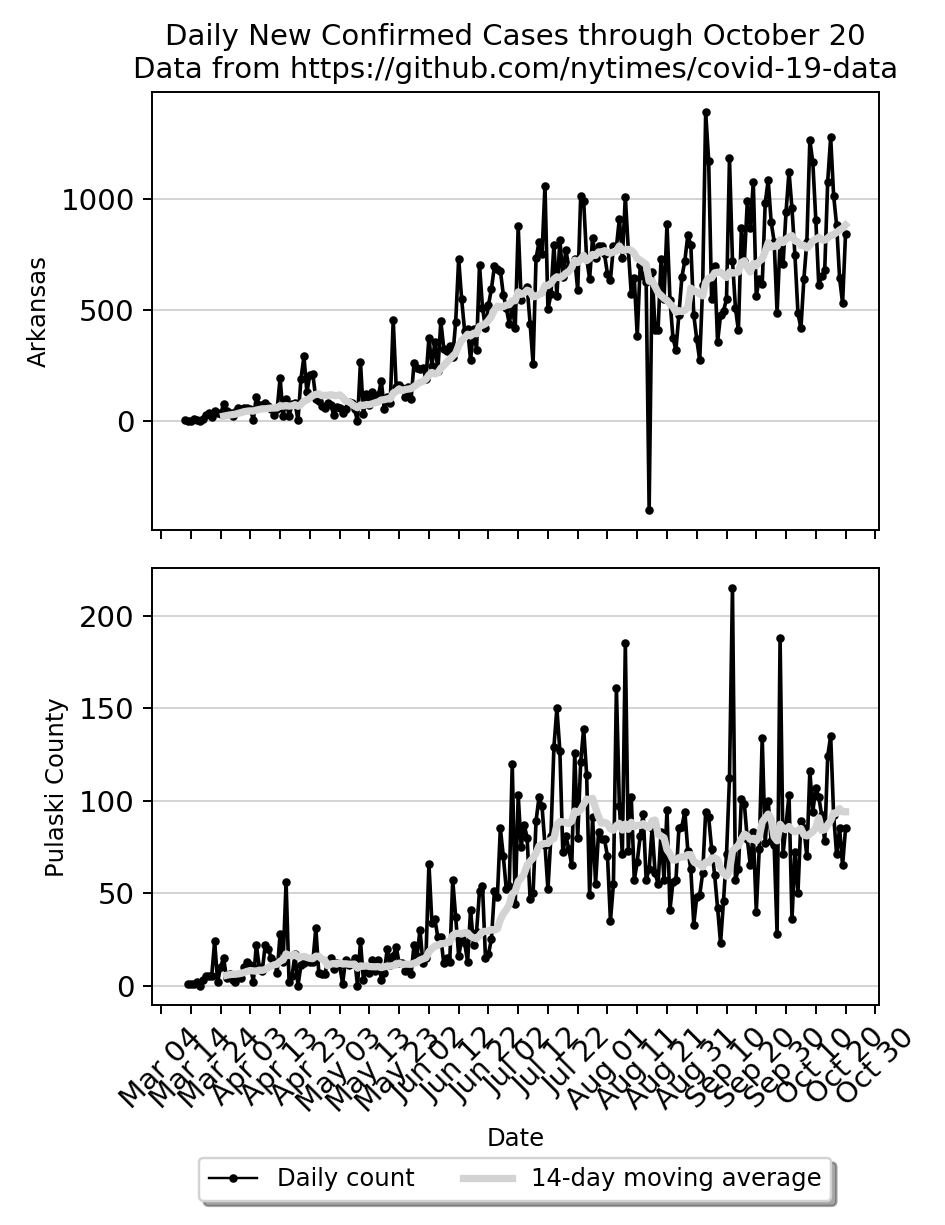 Daily New Confirmed Cases through October 20
Data from https://github.com/nytimes/covid-19-data
Arkansas
1000
500
0
Pulaski County
200
150
100
50
0
Mar 04
Mar 14
Mar 24
Apr 03
Apr 13
Apr 23
May 03
May 13
May 23
Jun 02
Jun 12
Jun 22
Jul 02
Jul 12
Jul 22
Aug 01
Aug 11
Aug 21
Aug 31
Sep 10
Sep 20
Sep 30
Oct 10
Oct 20
Oct 30
Date
Daily count
14-day moving average